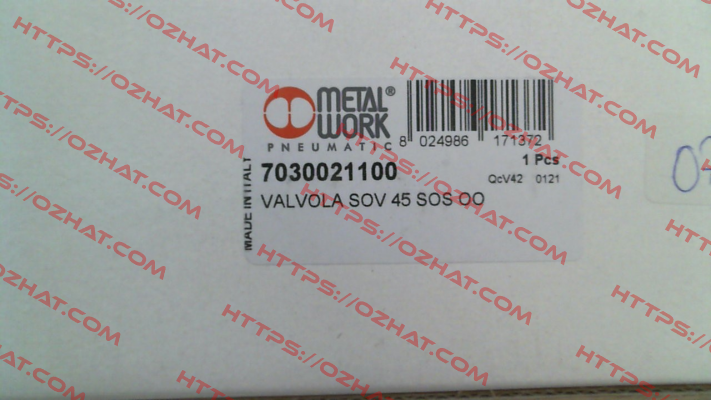 METAL®
WORK
PNEUMATIC
8 024986 171372
7030021100
1 Pcs
QcV42 0121
VALVOLA SOV 45 SOS OO
MADE IN ITALY
HTTPS://OZHAT.COM